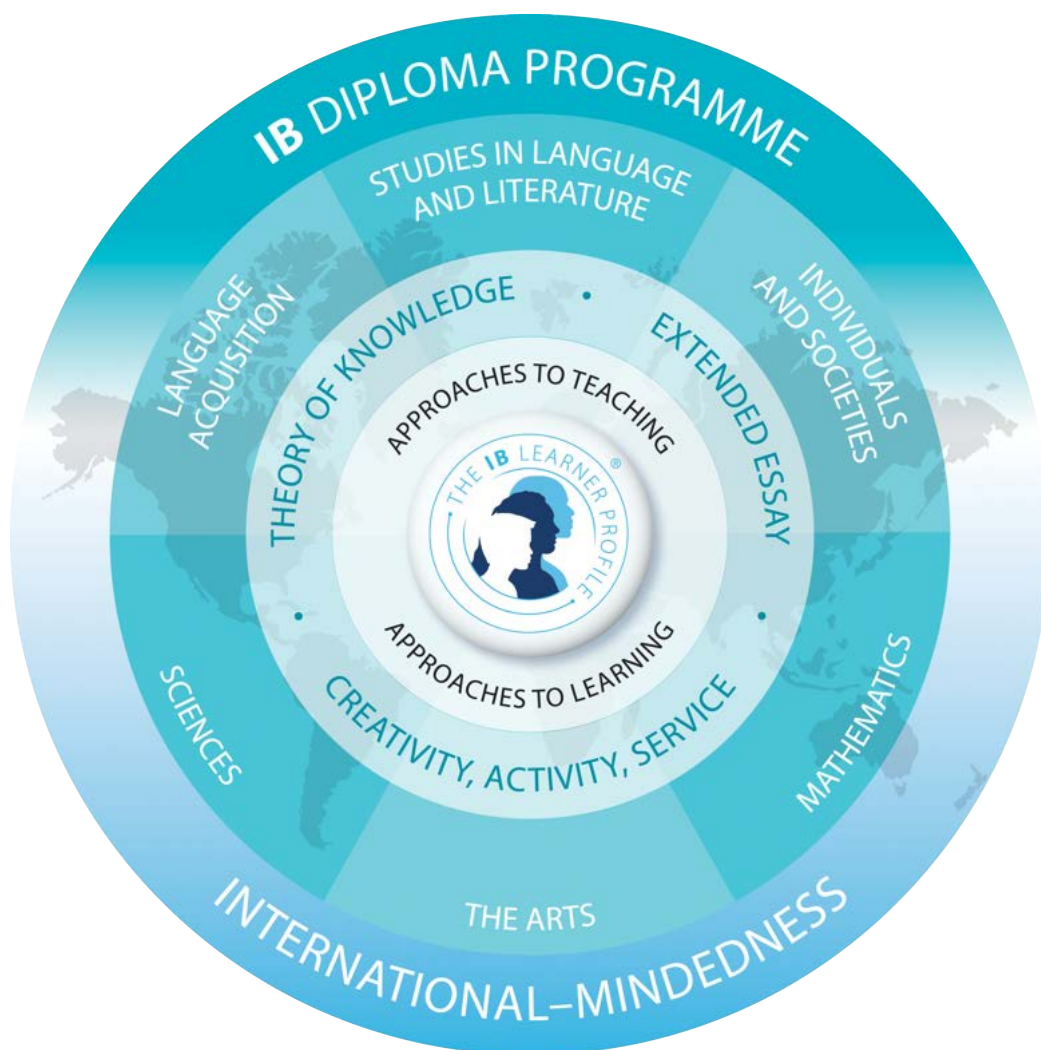 IB DIPLOMA PROGRAMME
STUDIES IN LANGUAGE
AND LITERATURE
LANGUAGE
ACQUISITION
INDIVIDUALS
AND SOCIETIES
THEORY OF KNOWLEDGE
EXTENDED ESSAY
APPROACHES TO TEACHING
THE IB LEARNER PROFILE
®
APPROACHES TO LEARNING
CREATIVITY, ACTIVITY, SERVICE
SCIENCES
MATHEMATICS
THE ARTS
INTERNATIONAL–MINDEDNESS